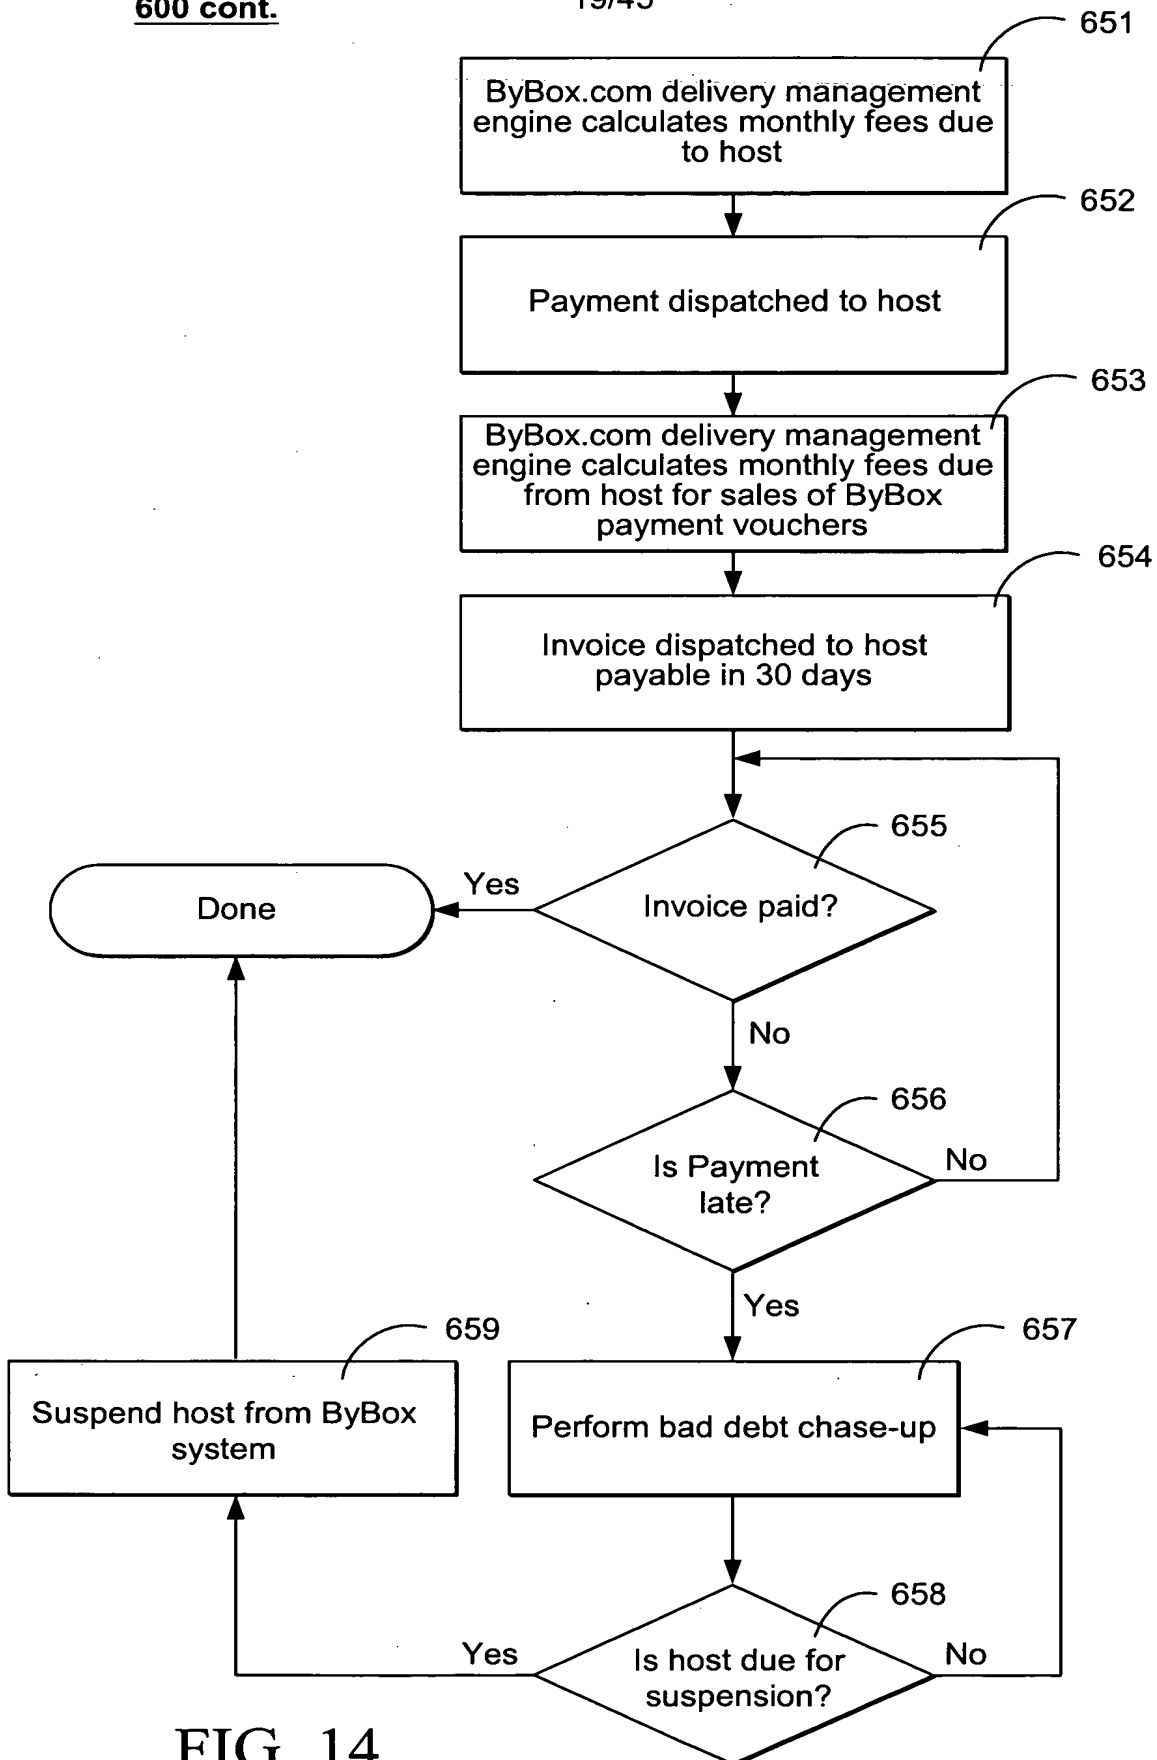 600 cont.
19/45
651
ByBox.com delivery management
engine calculates monthly fees due
to host
652
Payment dispatched to host
653
ByBox.com delivery management
engine calculates monthly fees due
from host for sales of ByBox
payment vouchers
654
Invoice dispatched to host
payable in 30 days
655
Invoice paid?
Yes
Done
No
656
Is Payment
late?
No
Yes
657
Perform bad debt chase-up
659
Suspend host from ByBox
system
658
Is host due for
suspension?
Yes
No
FIG. 14